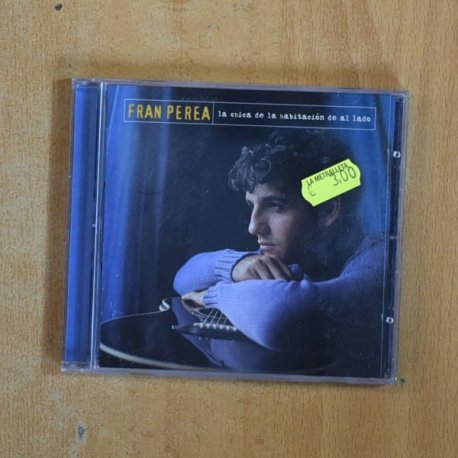 FRAN PEREA la chica de la habitación de al lado
LA METRALLETA
€ 3,00